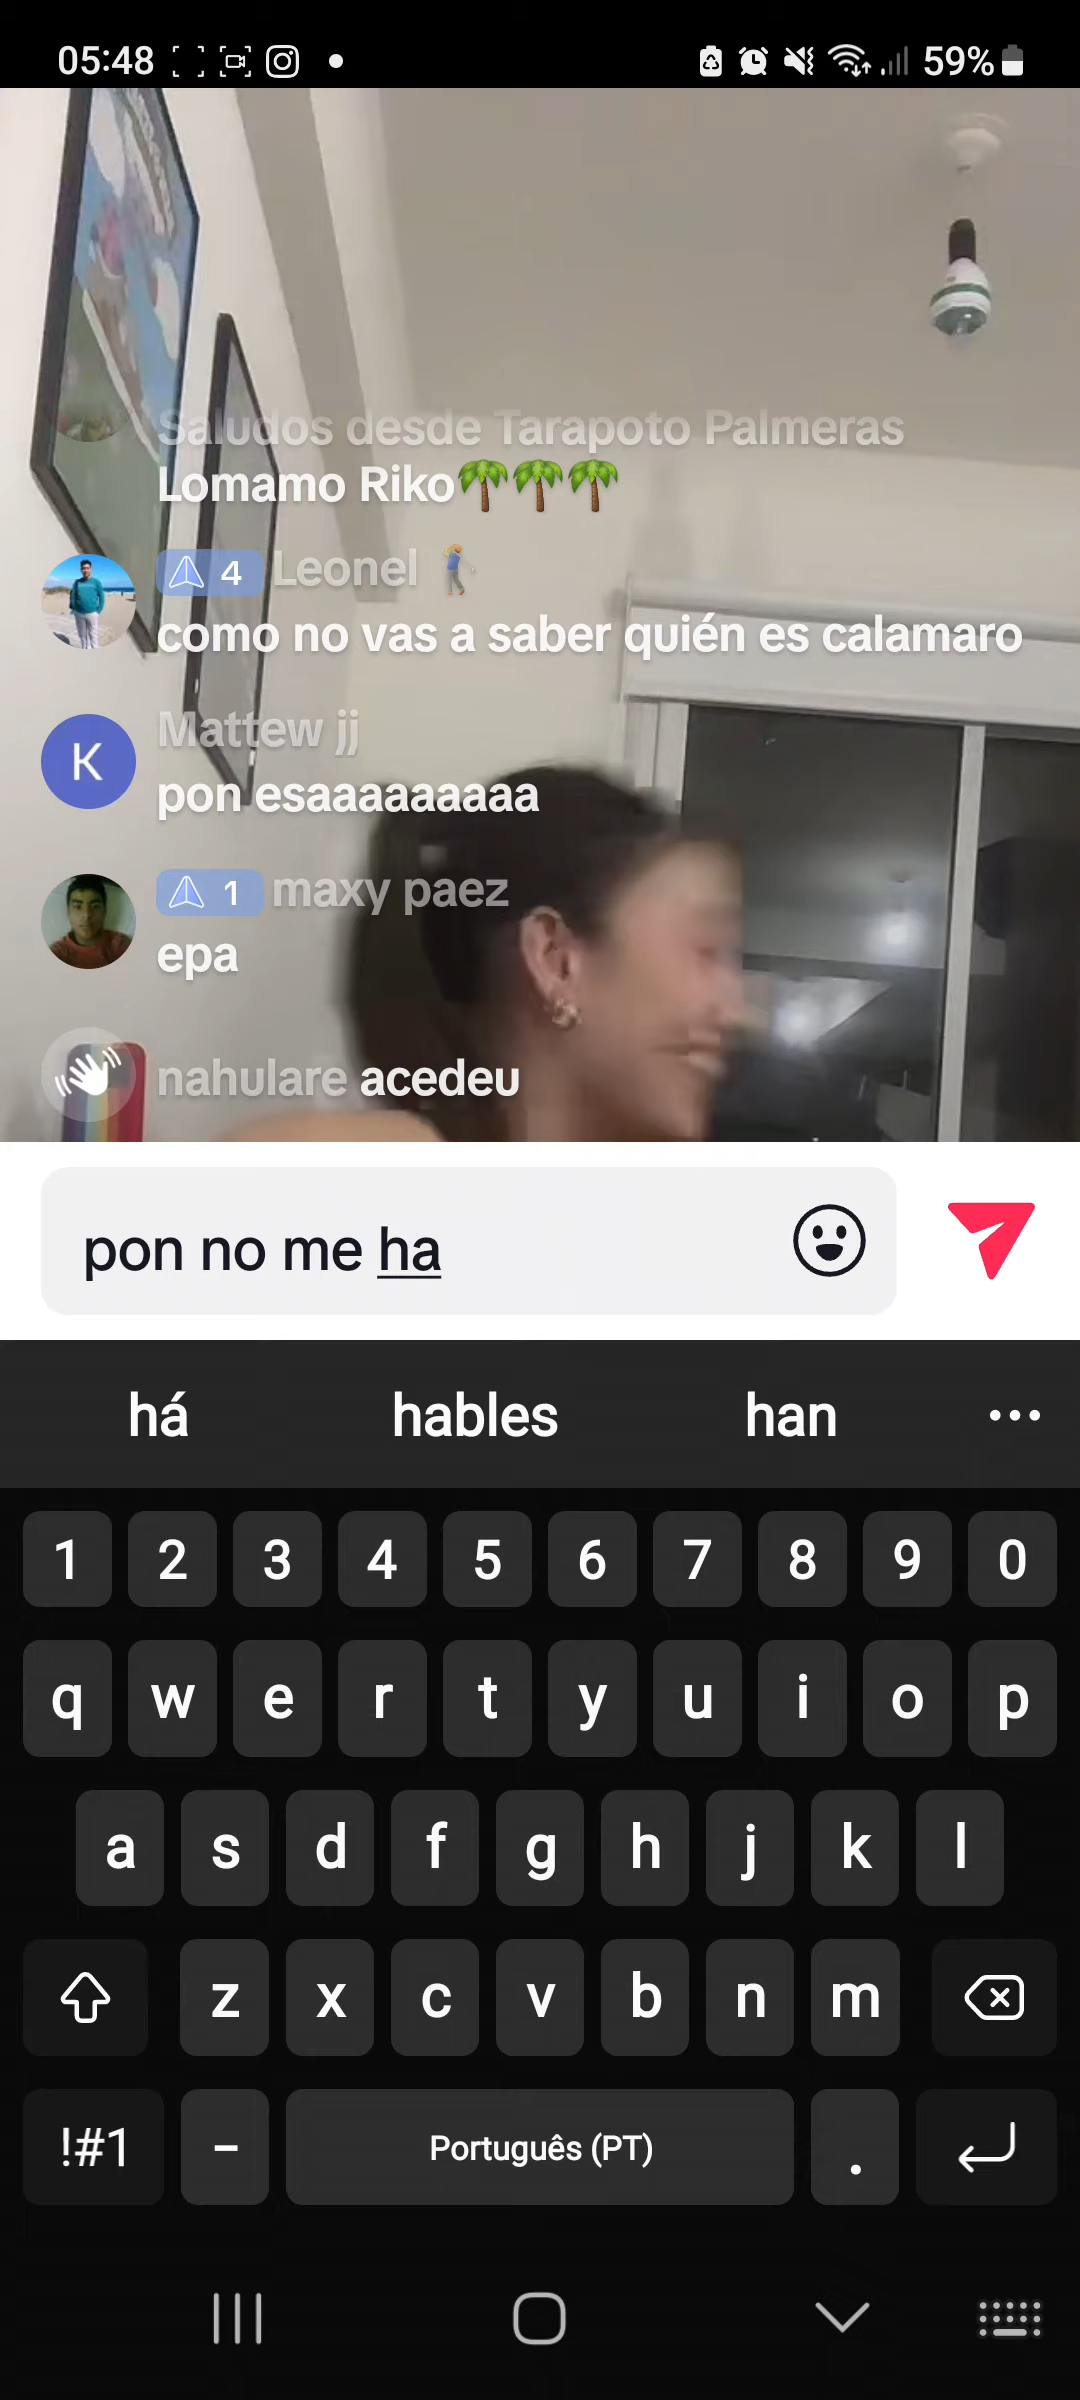 05:48 59%
Saludos desde Tarapoto Palmeras
Lomamo Riko🌴🌴🌴
4 Leonel
como no vas a saber quién es calamaro
K
Mattew jj
pon esaaaaaaaaa
1 maxy paez
epa
nahulare acedeu
pon no me ha
há hables han
1 2 3 4 5 6 7 8 9 0
q w e r t y u i o p
a s d f g h j k l
z x c v b n m
!#1 – Português (PT) .